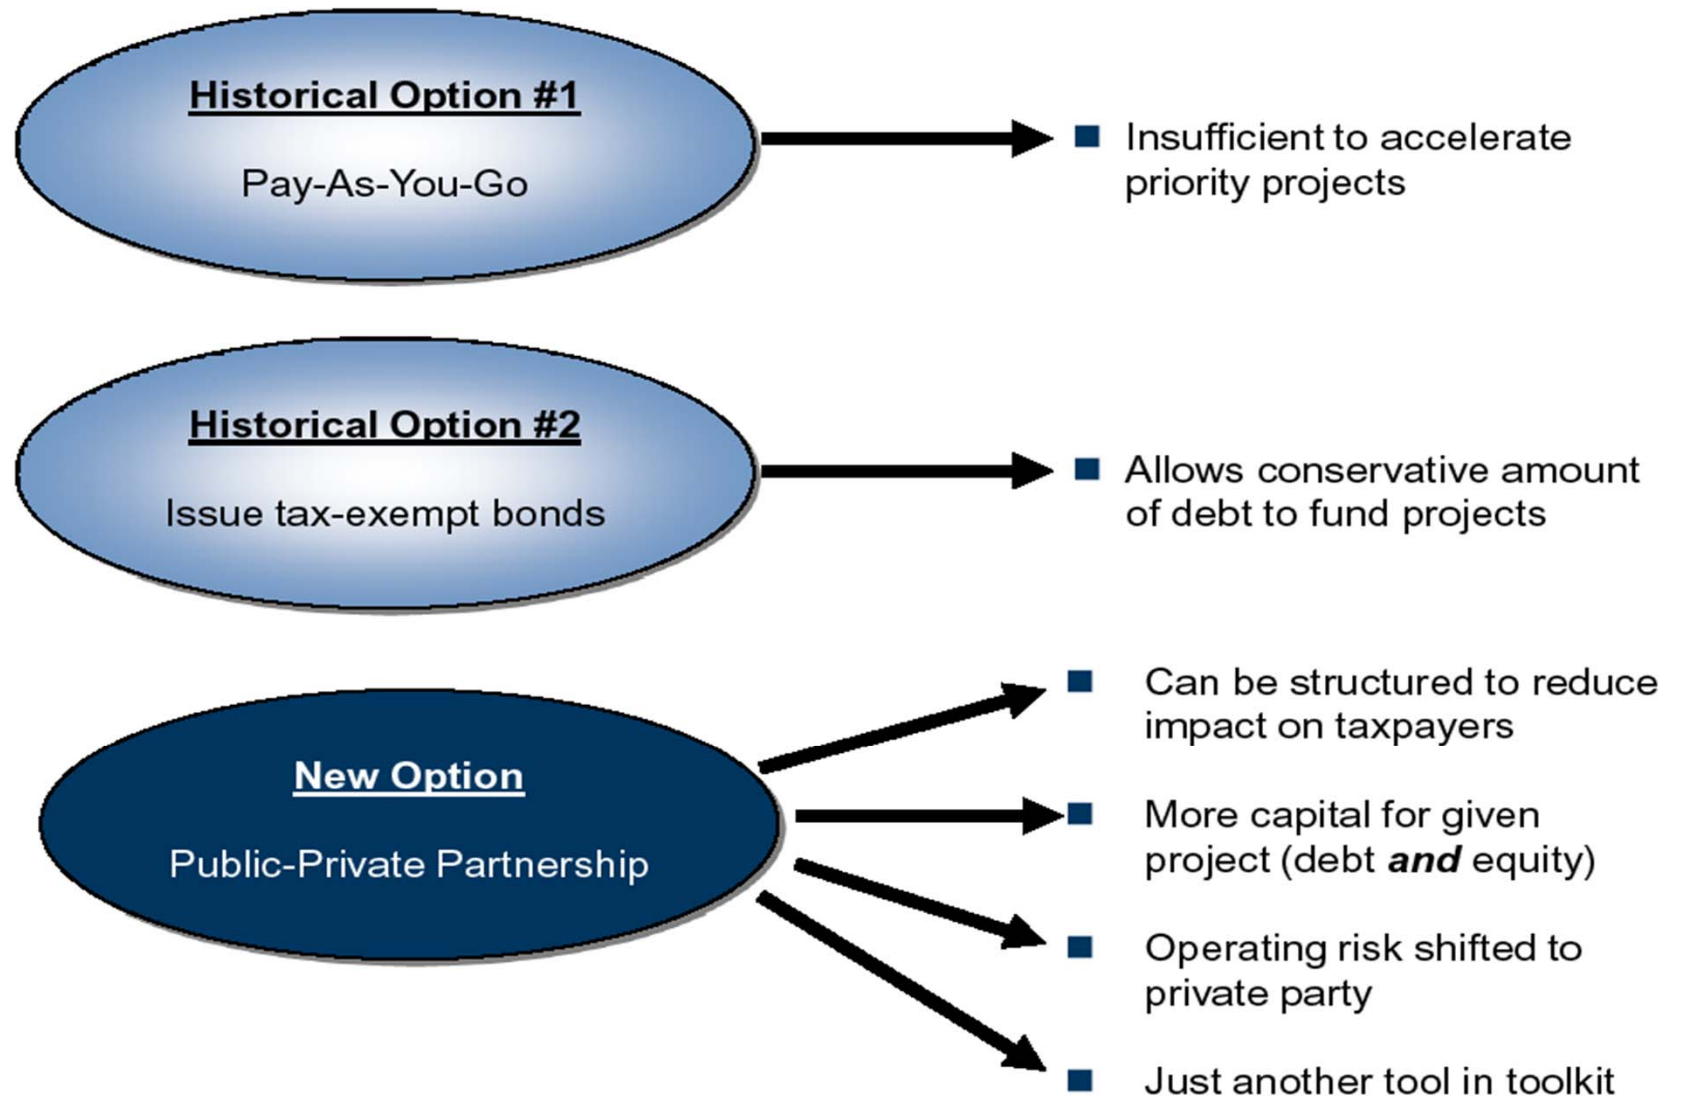 Historical Option #1
Pay-As-You-Go
Insufficient to accelerate
priority projects
Historical Option #2
Issue tax-exempt bonds
Allows conservative amount
of debt to fund projects
New Option
Public-Private Partnership
Can be structured to reduce
impact on taxpayers
More capital for given
project (debt and equity)
Operating risk shifted to
private party
Just another tool in toolkit